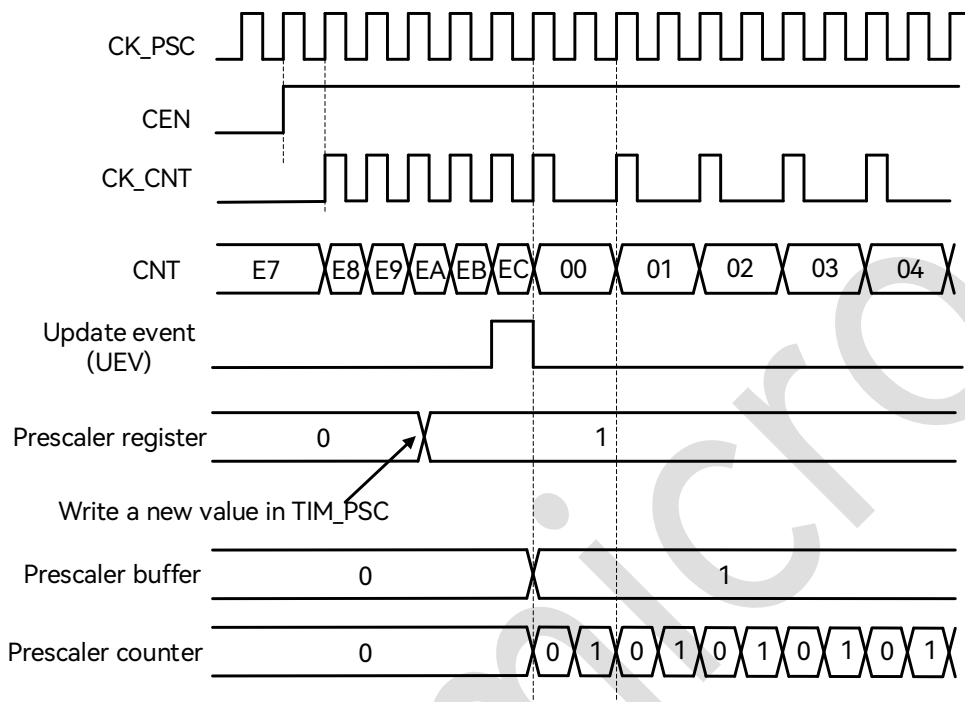 CK_PSC
CEN
CK_CNT
CNT E7 E8 E9 EA EB EC 00 01 02 03 04
Update event
(UEV)
Prescaler register 0 1
Write a new value in TIM_PSC
Prescaler buffer 0 1
Prescaler counter 0 0 1 0 1 0 1 0 1 0 1
micro